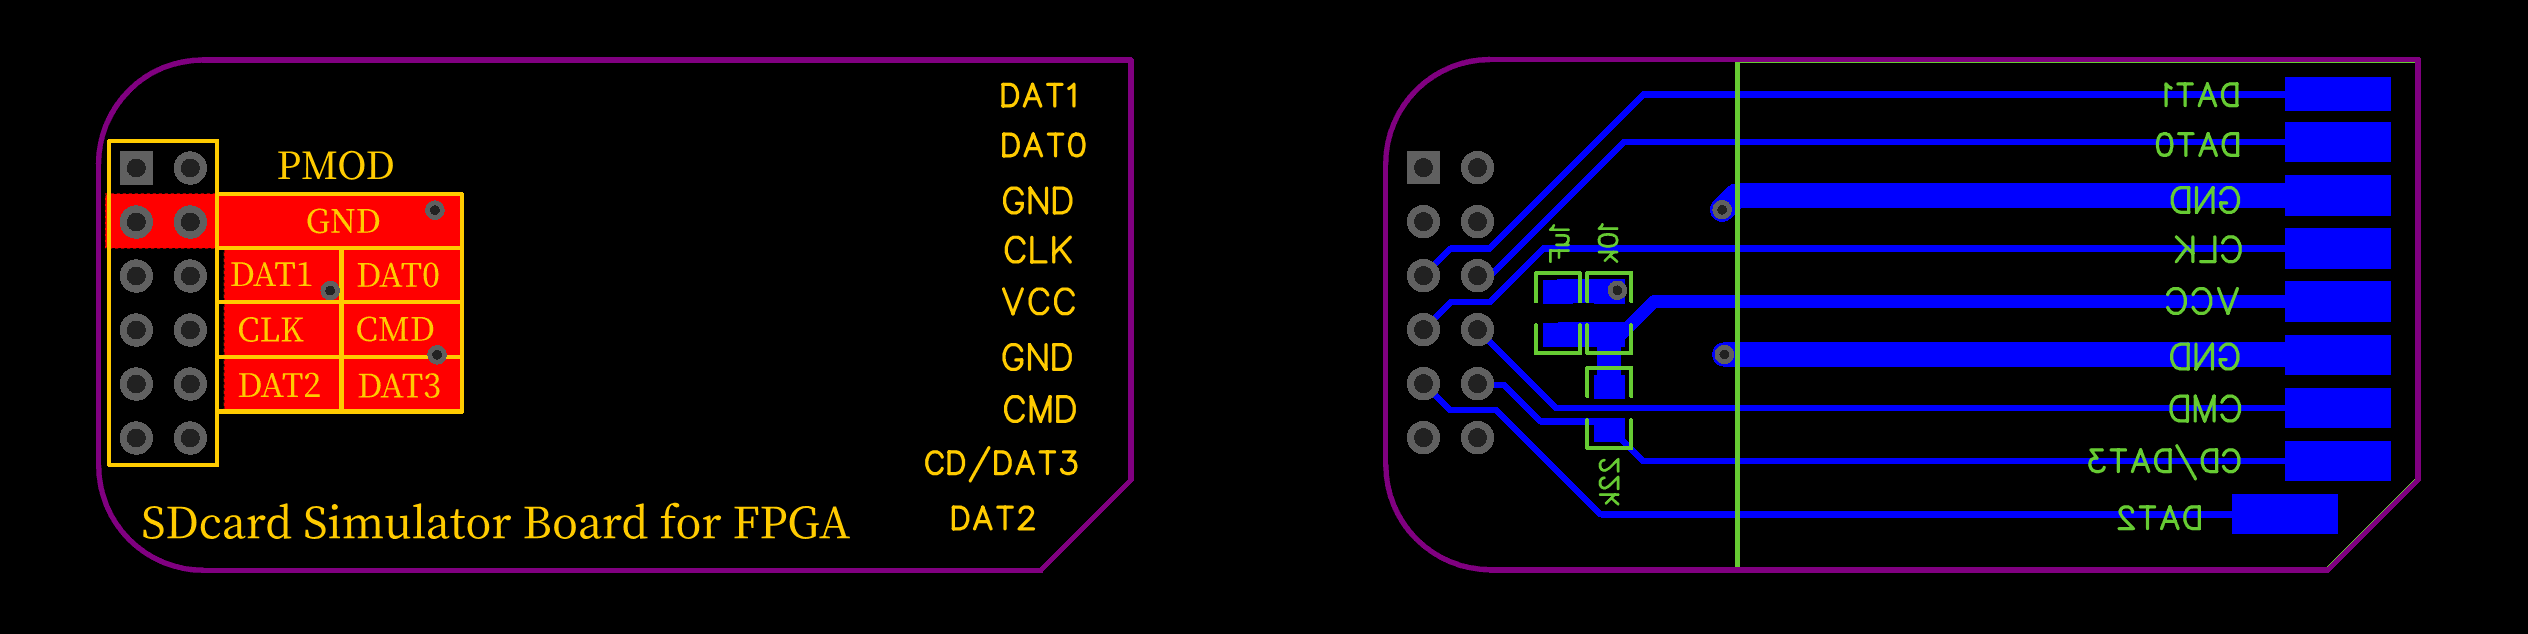 PMOD
GND
DAT1 DAT0
CLK CMD
DAT2 DAT3
SDcard Simulator Board for FPGA
DAT1
DAT0
GND
CLK
VCC
GND
CMD
CD/DAT3
DAT2
1uF
10k
22k
DAT1
DAT0
GND
CLK
VCC
GND
CMD
CD/DAT3
DAT2